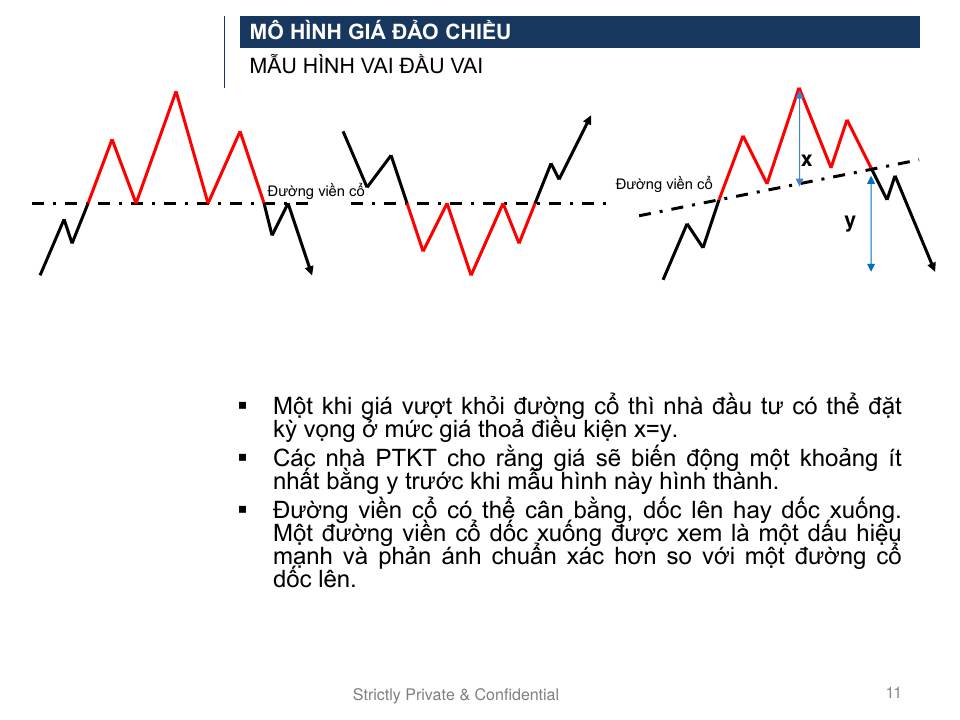 MÔ HÌNH GIÁ ĐẢO CHIỀU
MẪU HÌNH VAI ĐẦU VAI
Đường viền cổ
Đường viền cổ
x
y
▪ Một khi giá vượt khỏi đường cổ thì nhà đầu tư có thể đặt
kỳ vọng ở mức giá thoả điều kiện x=y.
▪ Các nhà PTKT cho rằng giá sẽ biến động một khoảng ít
nhất bằng y trước khi mẫu hình này hình thành.
▪ Đường viền cổ có thể cân bằng, dốc lên hay dốc xuống.
Một đường viền cổ dốc xuống được xem là một dấu hiệu
mạnh và phản ánh chuẩn xác hơn so với một đường cổ
dốc lên.
Strictly Private & Confidential
11